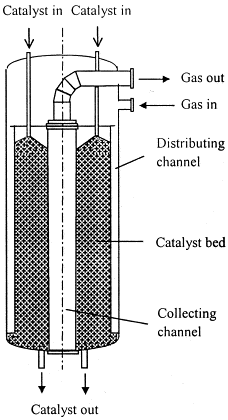 Catalyst in Catalyst in
Gas out
Gas in
Distributing
channel
Catalyst bed
Collecting
channel
Catalyst out